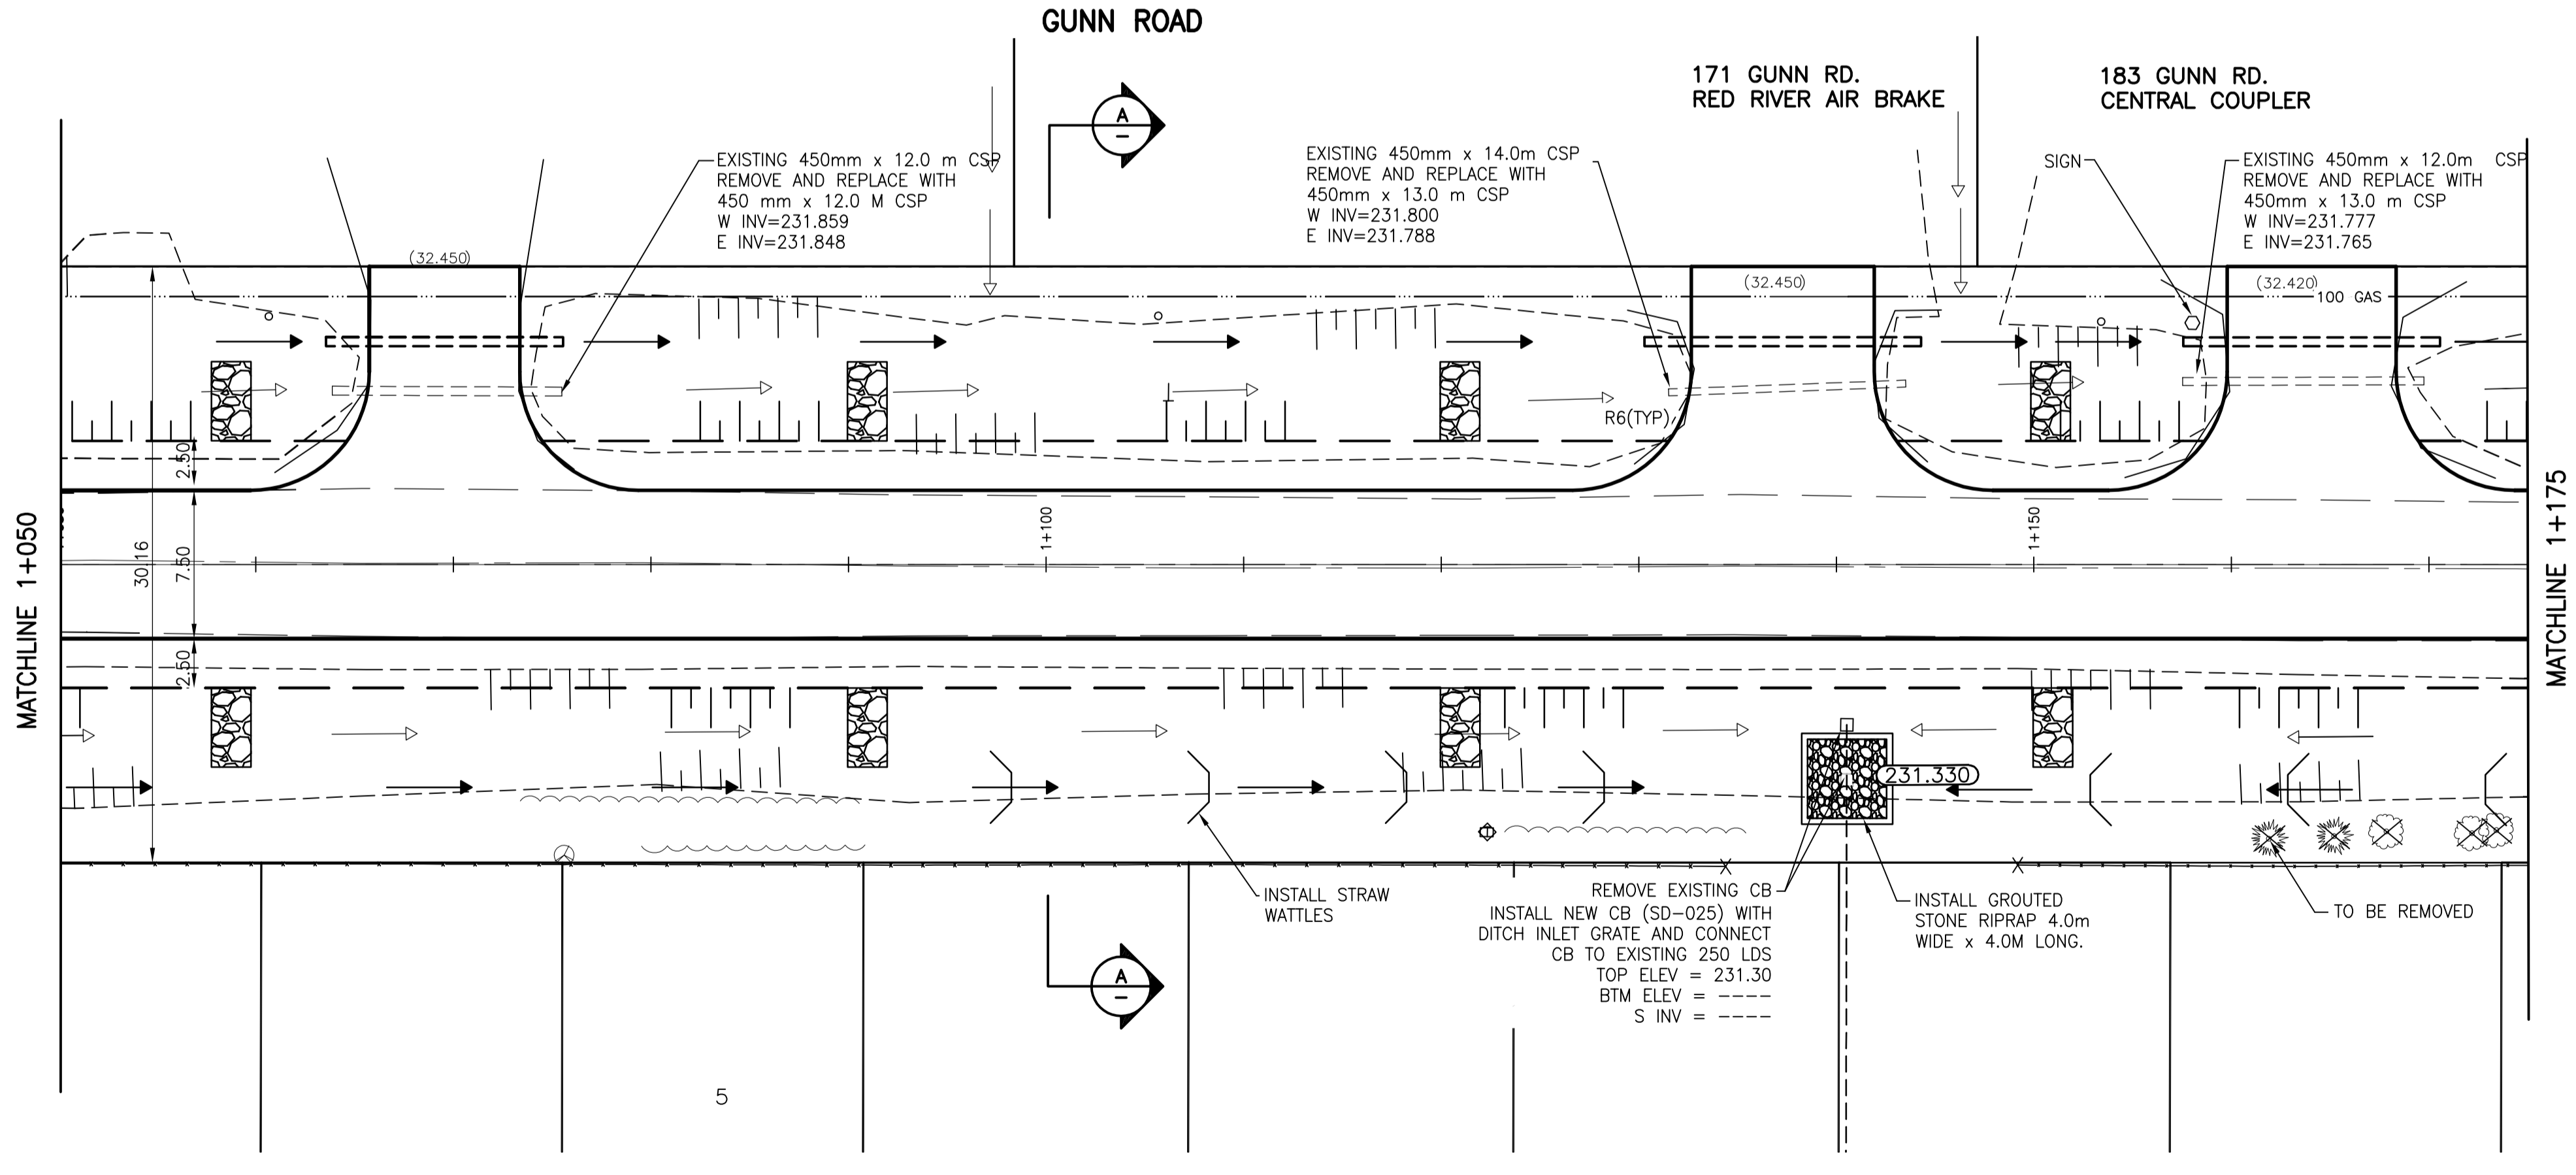 GUNN ROAD
171 GUNN RD.
RED RIVER AIR BRAKE
183 GUNN RD.
CENTRAL COUPLER
A
EXISTING 450mm x 12.0 m CSP
REMOVE AND REPLACE WITH
450 mm x 12.0 M CSP
W INV=231.859
E INV=231.848
EXISTING 450mm x 14.0m CSP
REMOVE AND REPLACE WITH
450mm x 13.0 m CSP
W INV=231.800
E INV=231.788
SIGN
EXISTING 450mm x 12.0m CSP
REMOVE AND REPLACE WITH
450mm x 13.0 m CSP
W INV=231.777
E INV=231.765
(32.450)
(32.450)
(32.420)
100 GAS
R6(TYP)
2.50
MATCHLINE 1+050
30.16
7.50
1+100
1+150
MATCHLINE 1+175
2.50
231.330
INSTALL STRAW
WATTLES
REMOVE EXISTING CB
INSTALL NEW CB (SD-025) WITH
DITCH INLET GRATE AND CONNECT
CB TO EXISTING 250 LDS
TOP ELEV = 231.30
BTM ELEV = ----
S INV = ----
INSTALL GROUTED
STONE RIPRAP 4.0m
WIDE x 4.0M LONG.
TO BE REMOVED
A
5